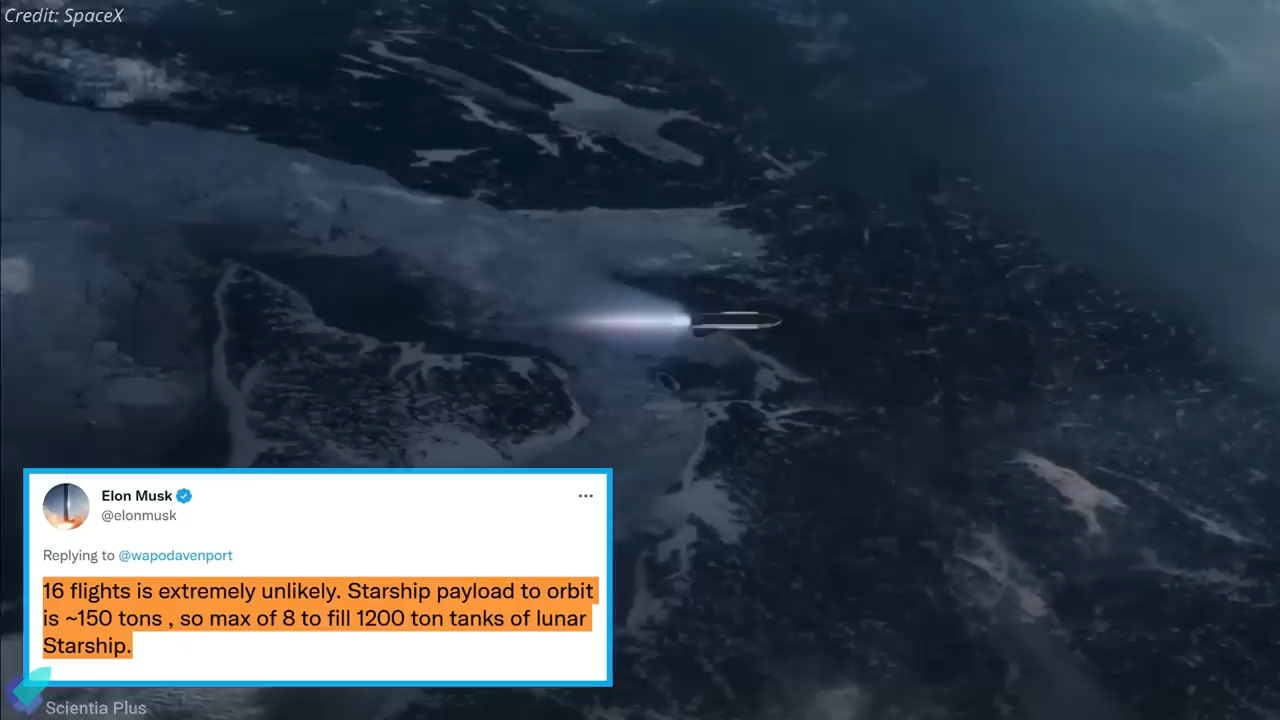 Credit: SpaceX
Elon Musk
@elonmusk
Replying to @wapodavenport
16 flights is extremely unlikely. Starship payload to orbit
is ~150 tons , so max of 8 to fill 1200 ton tanks of lunar
Starship.
Scientia Plus